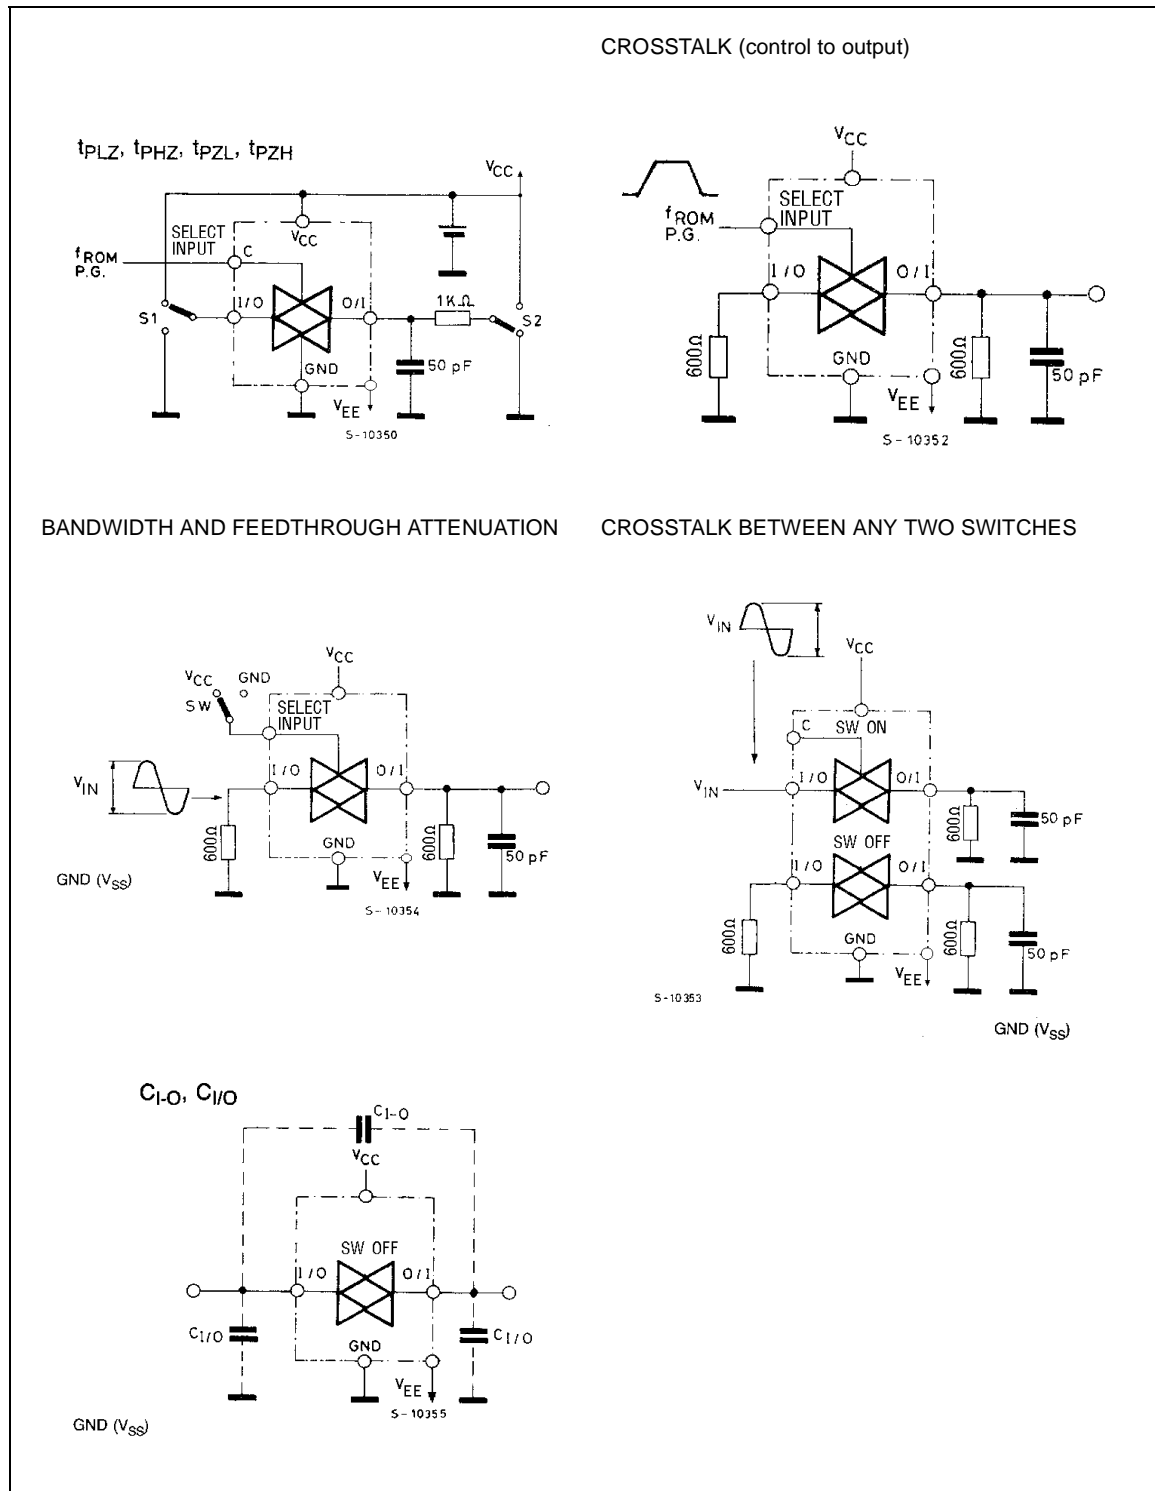 CROSSTALK (control to output)
tPLZ, tPHZ, tPZL, tPZH
VCC
SELECT
INPUT
VCC
fROM
P.G.
C
I/O
O/I
1KΩ
S1
S2
GND
50 pF
VEE
S-10350
VCC
SELECT
INPUT
fROM
P.G.
I/O
O/I
600Ω
GND
600Ω
50 pF
VEE
S-10352
BANDWIDTH AND FEEDTHROUGH ATTENUATION
CROSSTALK BETWEEN ANY TWO SWITCHES
VCC
VCC
GND
SW
SELECT
INPUT
VIN
I/O
O/I
600Ω
GND
600Ω
50 pF
VEE
GND (VSS)
S-10354
VIN
VCC
C
SW ON
I/O
O/I
VIN
600Ω
50 pF
SW OFF
I/O
O/I
600Ω
GND
600Ω
50 pF
VEE
S-10353
GND (VSS)
CI-O, CI/O
CI-O
VCC
SW OFF
I/O
O/I
CI/O
GND
CI/O
VEE
S-10355
GND (VSS)